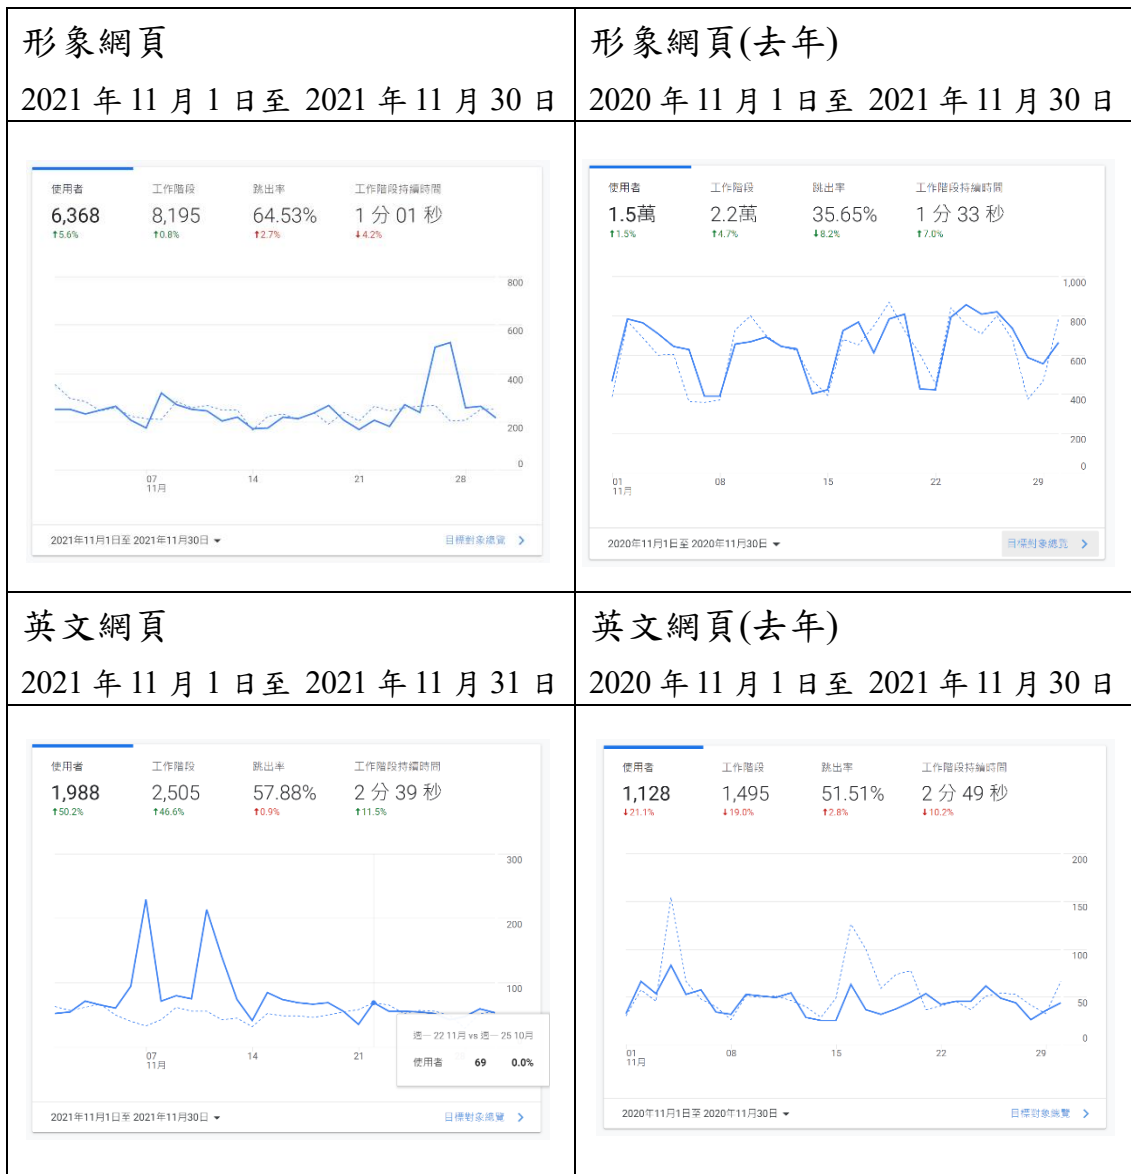 形象網頁
2021 年 11 月 1 日至 2021 年 11 月 30 日
形象網頁(去年)
2020 年 11 月 1 日至 2021 年 11 月 30 日
使用者 工作階段 跳出率 工作階段持續時間
6,368 8,195 64.53% 1 分 01 秒
↑5.6% ↑0.8% ↑2.7% ↓4.2%
800
600
400
200
0
07 14 21 28
11月
2021年11月1日至 2021年11月30日 目標對象總覽
使用者 工作階段 跳出率 工作階段持續時間
1.5萬 2.2萬 35.65% 1 分 33 秒
↑1.5% ↑4.7% ↓8.2% ↑7.0%
1,000
800
600
400
200
0
01 08 15 22 29
11月
2020年11月1日至 2020年11月30日 目標對象總覽
英文網頁
2021 年 11 月 1 日至 2021 年 11 月 31 日
英文網頁(去年)
2020 年 11 月 1 日至 2021 年 11 月 30 日
使用者 工作階段 跳出率 工作階段持續時間
1,988 2,505 57.88% 2 分 39 秒
↑50.2% ↑46.6% ↑0.9% ↑11.5%
300
200
100
07 14 21
11月
週一 22 11月 vs 週一 25 10月
使用者 69 0.0%
2021年11月1日至 2021年11月30日 目標對象總覽
使用者 工作階段 跳出率 工作階段持續時間
1,128 1,495 51.51% 2 分 49 秒
↓21.1% ↓19.0% ↑2.8% ↓10.2%
200
150
100
50
0
01 08 15 22 29
11月
2020年11月1日至 2020年11月30日 目標對象總覽